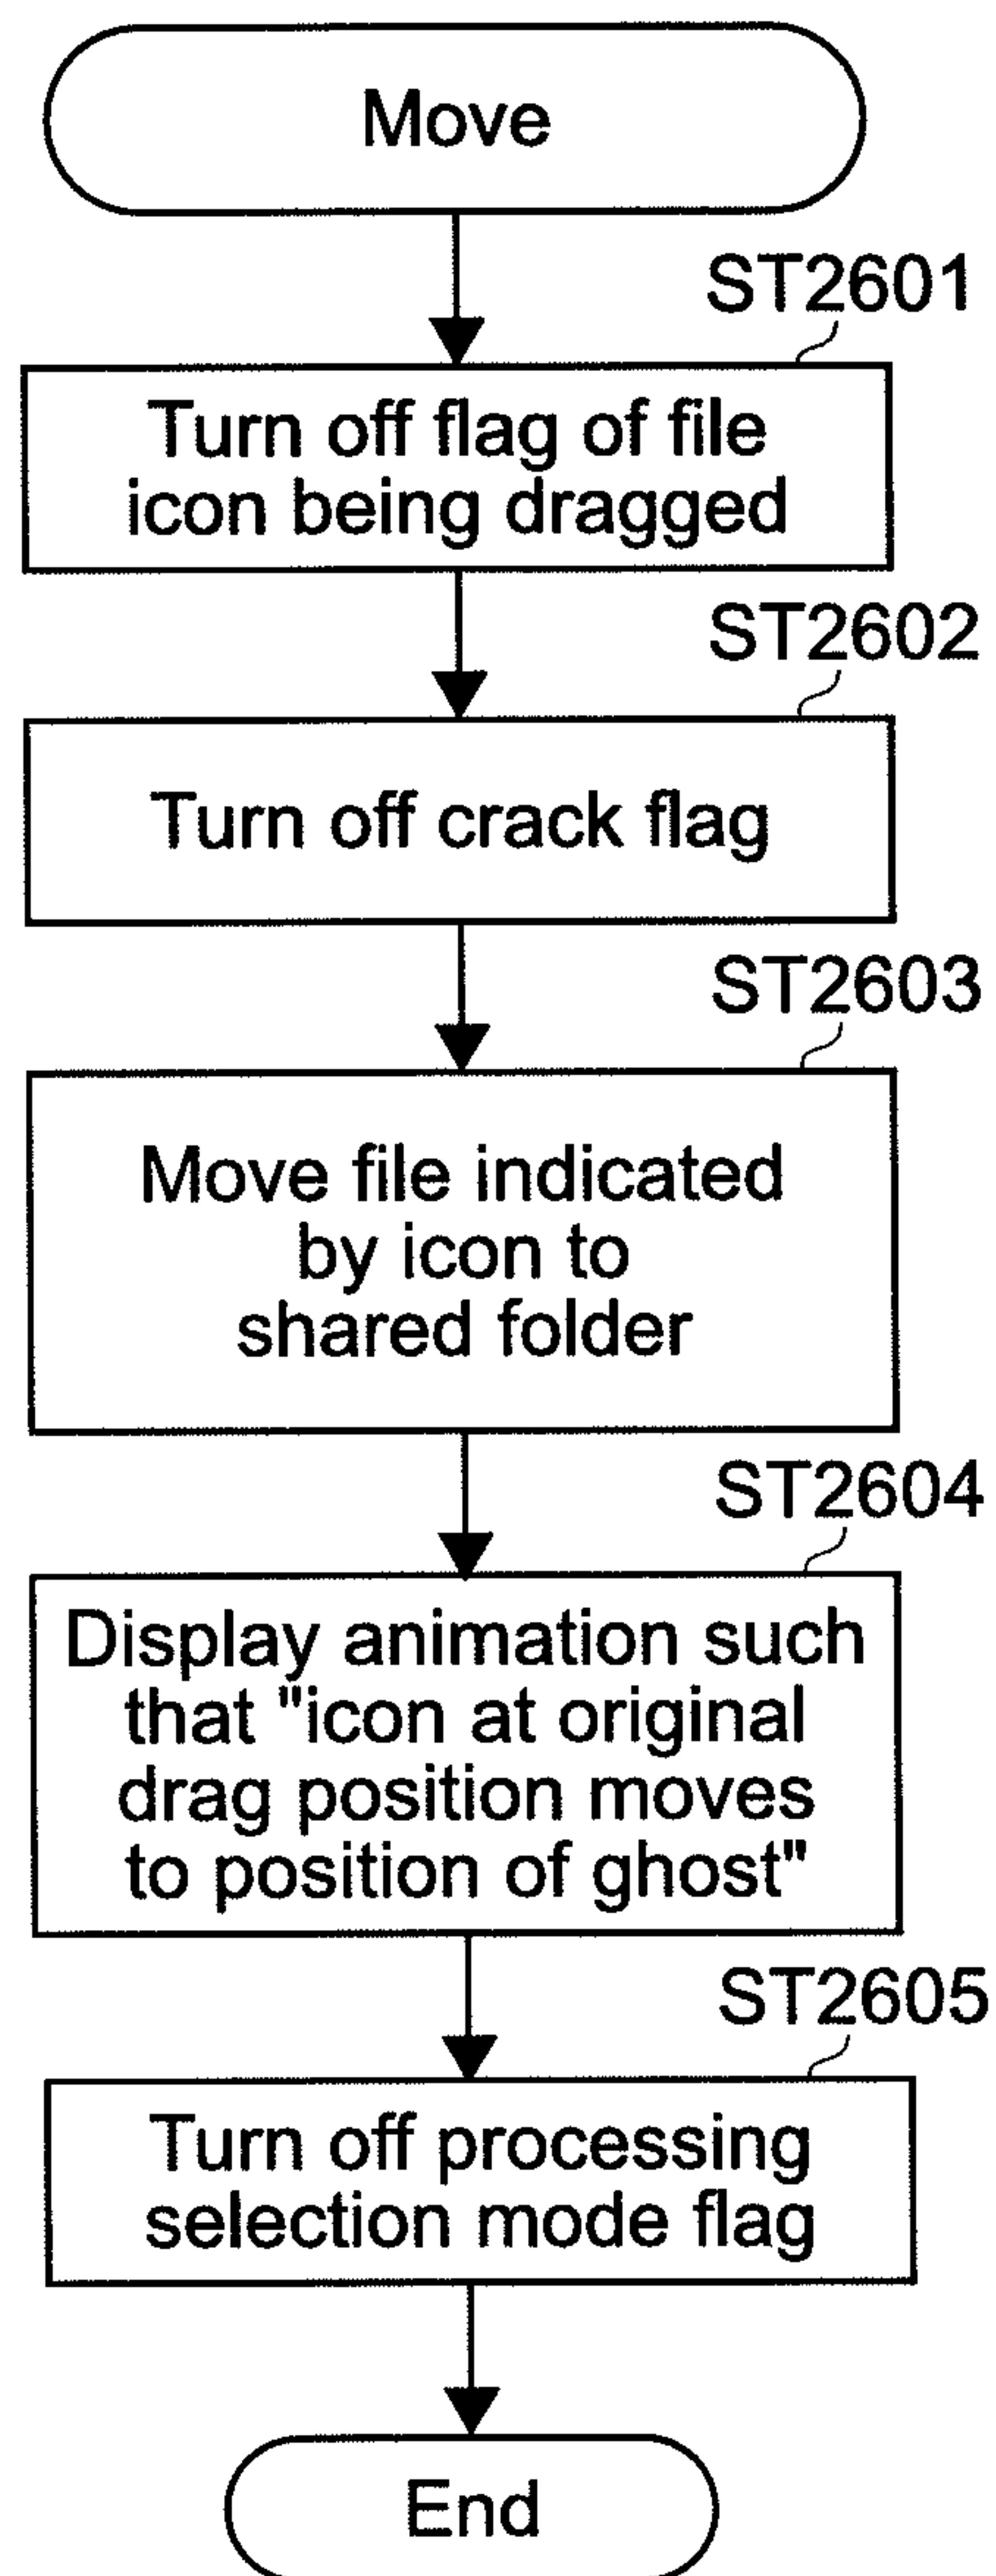 Move
ST2601
Turn off flag of file
icon being dragged
ST2602
Turn off crack flag
ST2603
Move file indicated
by icon to
shared folder
ST2604
Display animation such
that "icon at original
drag position moves
to position of ghost"
ST2605
Turn off processing
selection mode flag
End